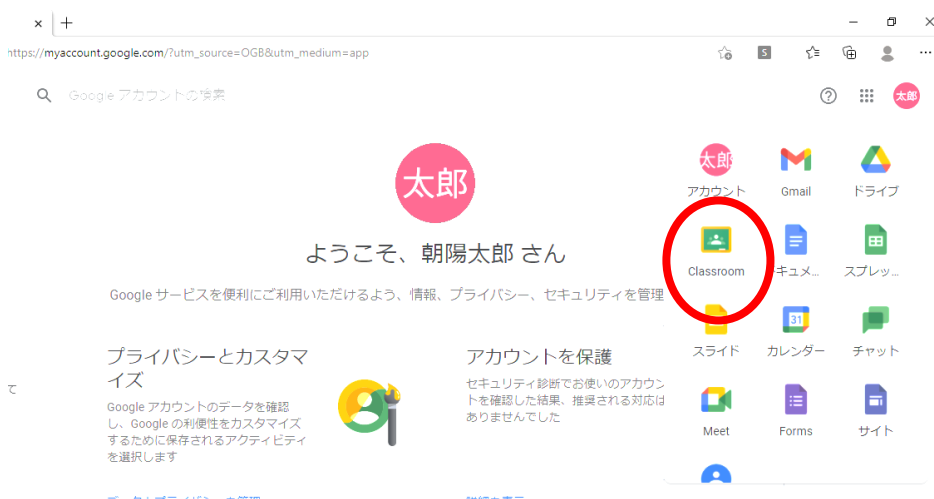 https://myaccount.google.com/?utm_source=OGB&utm_medium=app
S
Google アカウントの検索
太郎
太郎
ようこそ、朝陽太郎 さん
Google サービスを便利にご利用いただけるよう、情報、プライバシー、セキュリティを管理
プライバシーとカスタマ
イズ
Google アカウントのデータを確認
し、Google の利便性をカスタマイズ
するために保存されるアクティビティ
を選択します
アカウントを保護
セキュリティ診断でお使いのアカウン
トを確認した結果、推奨される対応は
ありませんでした
て
太郎
アカウント
Gmail
ドライブ
Classroom
キュメ...
スプレッ...
スライド
31
カレンダー
チャット
Meet
Forms
サイト